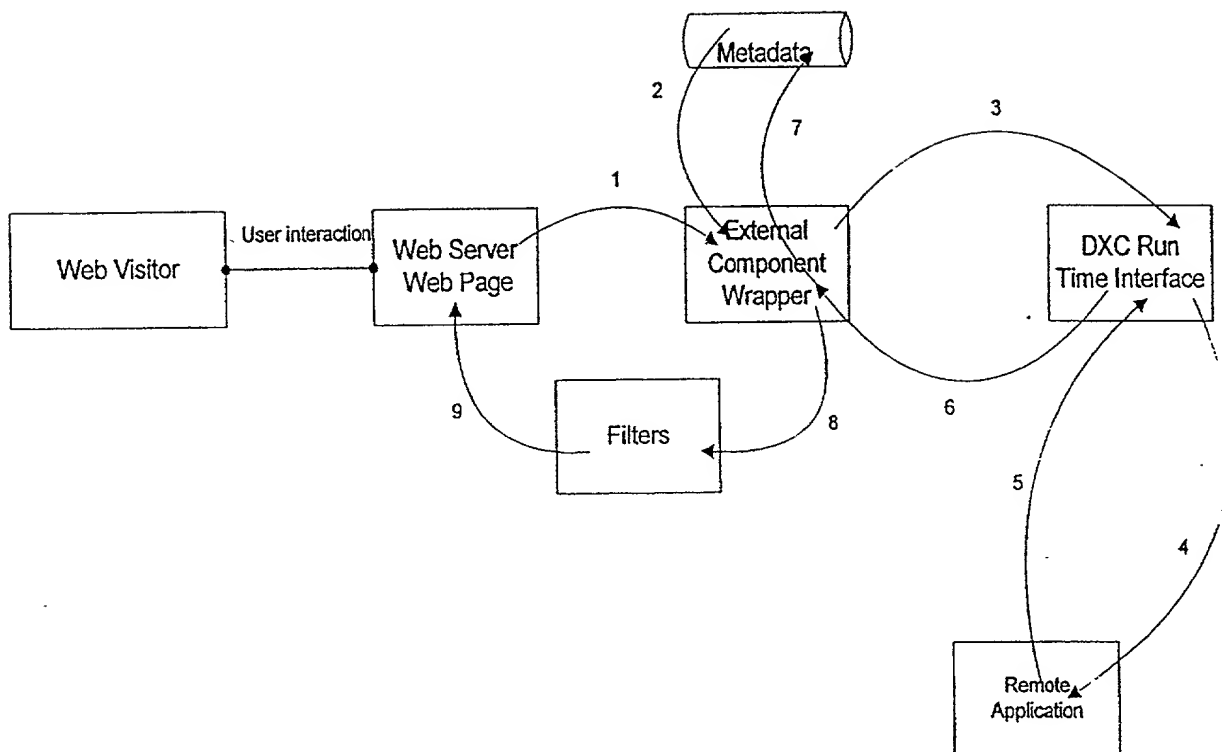 Metadata
2
7
3
1
User interaction
Web Visitor
Web Server
Web Page
External
Component
Wrapper
DXC Run
Time Interface
9
Filters
8
6
5
4
Remote
Application